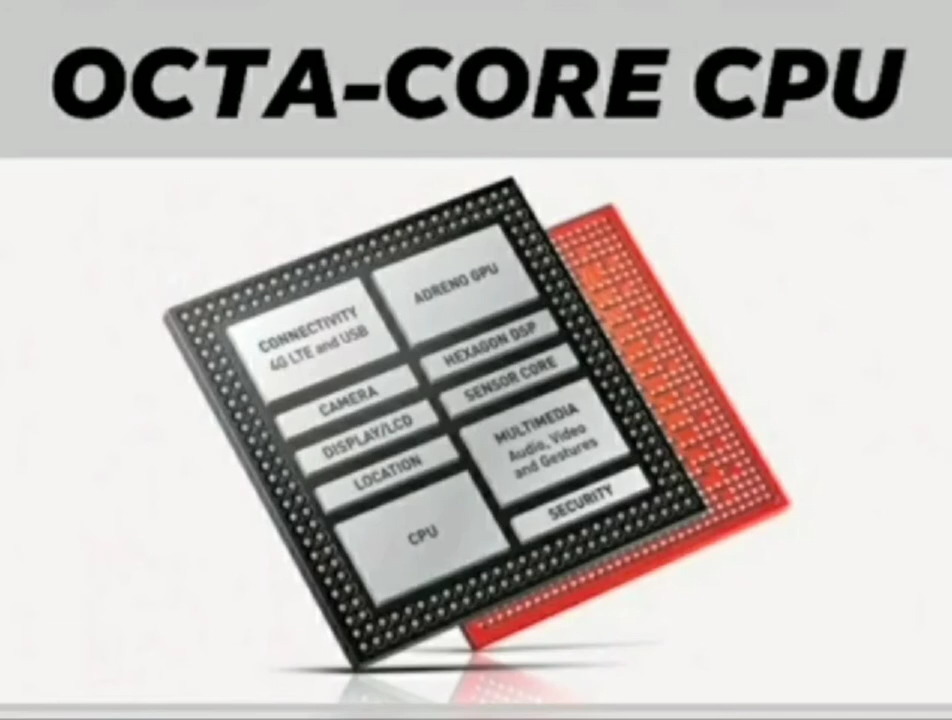 OCTA-CORE CPU
CONNECTIVITY
4G LTE and USB
ADRENO GPU
CAMERA
HEXAGON DSP
DISPLAY/LCD
SENSOR CORE
LOCATION
MULTIMEDIA
Audio, Video
and Gestures
CPU
SECURITY